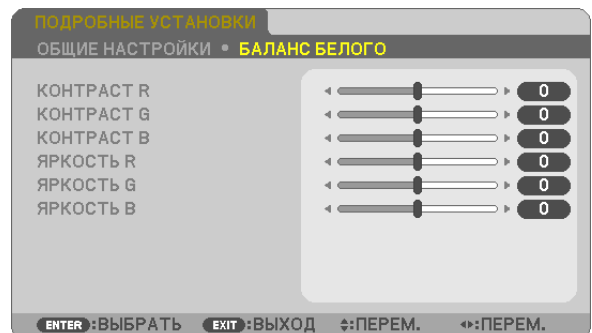 ПОДРОБНЫЕ УСТАНОВКИ
ОБЩИЕ НАСТРОЙКИ • БАЛАНС БЕЛОГО
КОНТРАСТ R 0
КОНТРАСТ G 0
КОНТРАСТ B 0
ЯРКОСТЬ R 0
ЯРКОСТЬ G 0
ЯРКОСТЬ B 0
ENTER :ВЫБРАТЬ EXIT :ВЫХОД :ПЕРЕМ. :ПЕРЕМ.